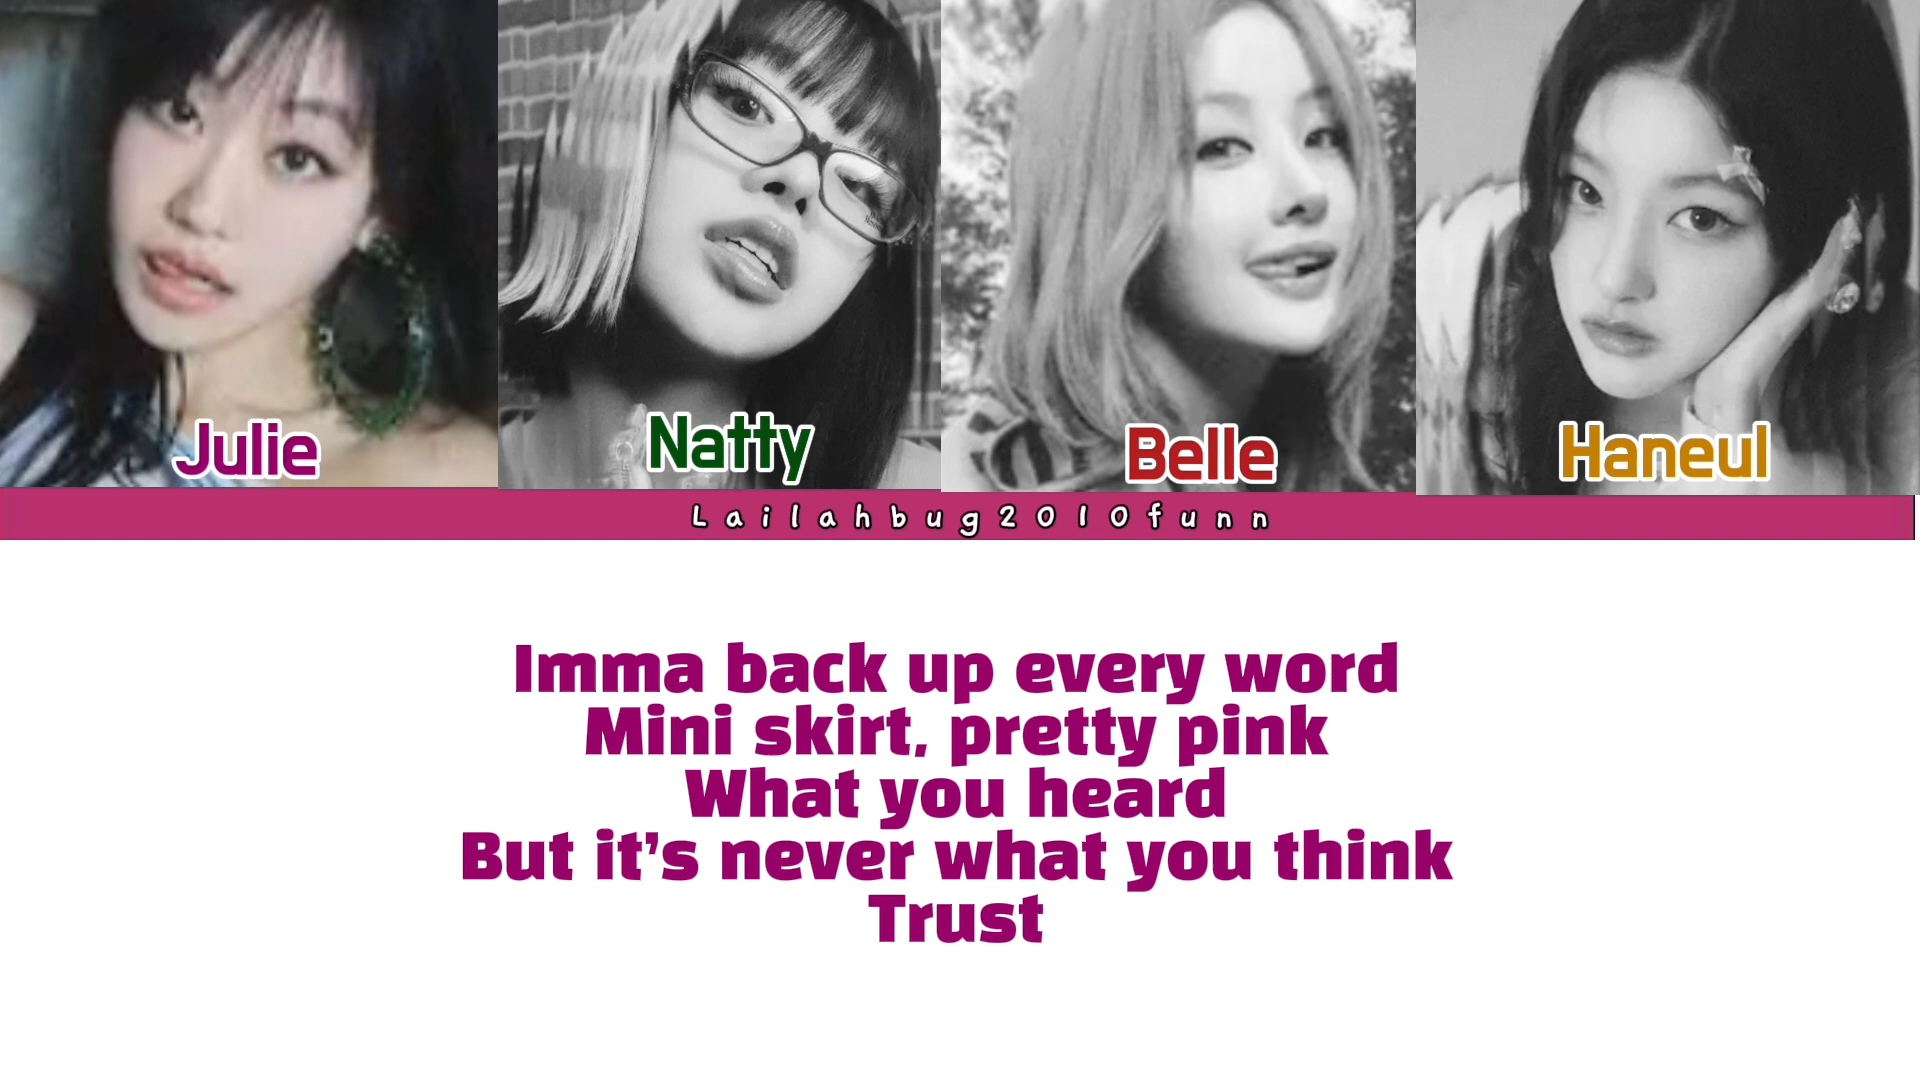 Julie
Natty
Belle
Haneul
Lailahbug2010funn
Imma back up every word
Mini skirt, pretty pink
What you heard
But it's never what you think
Trust